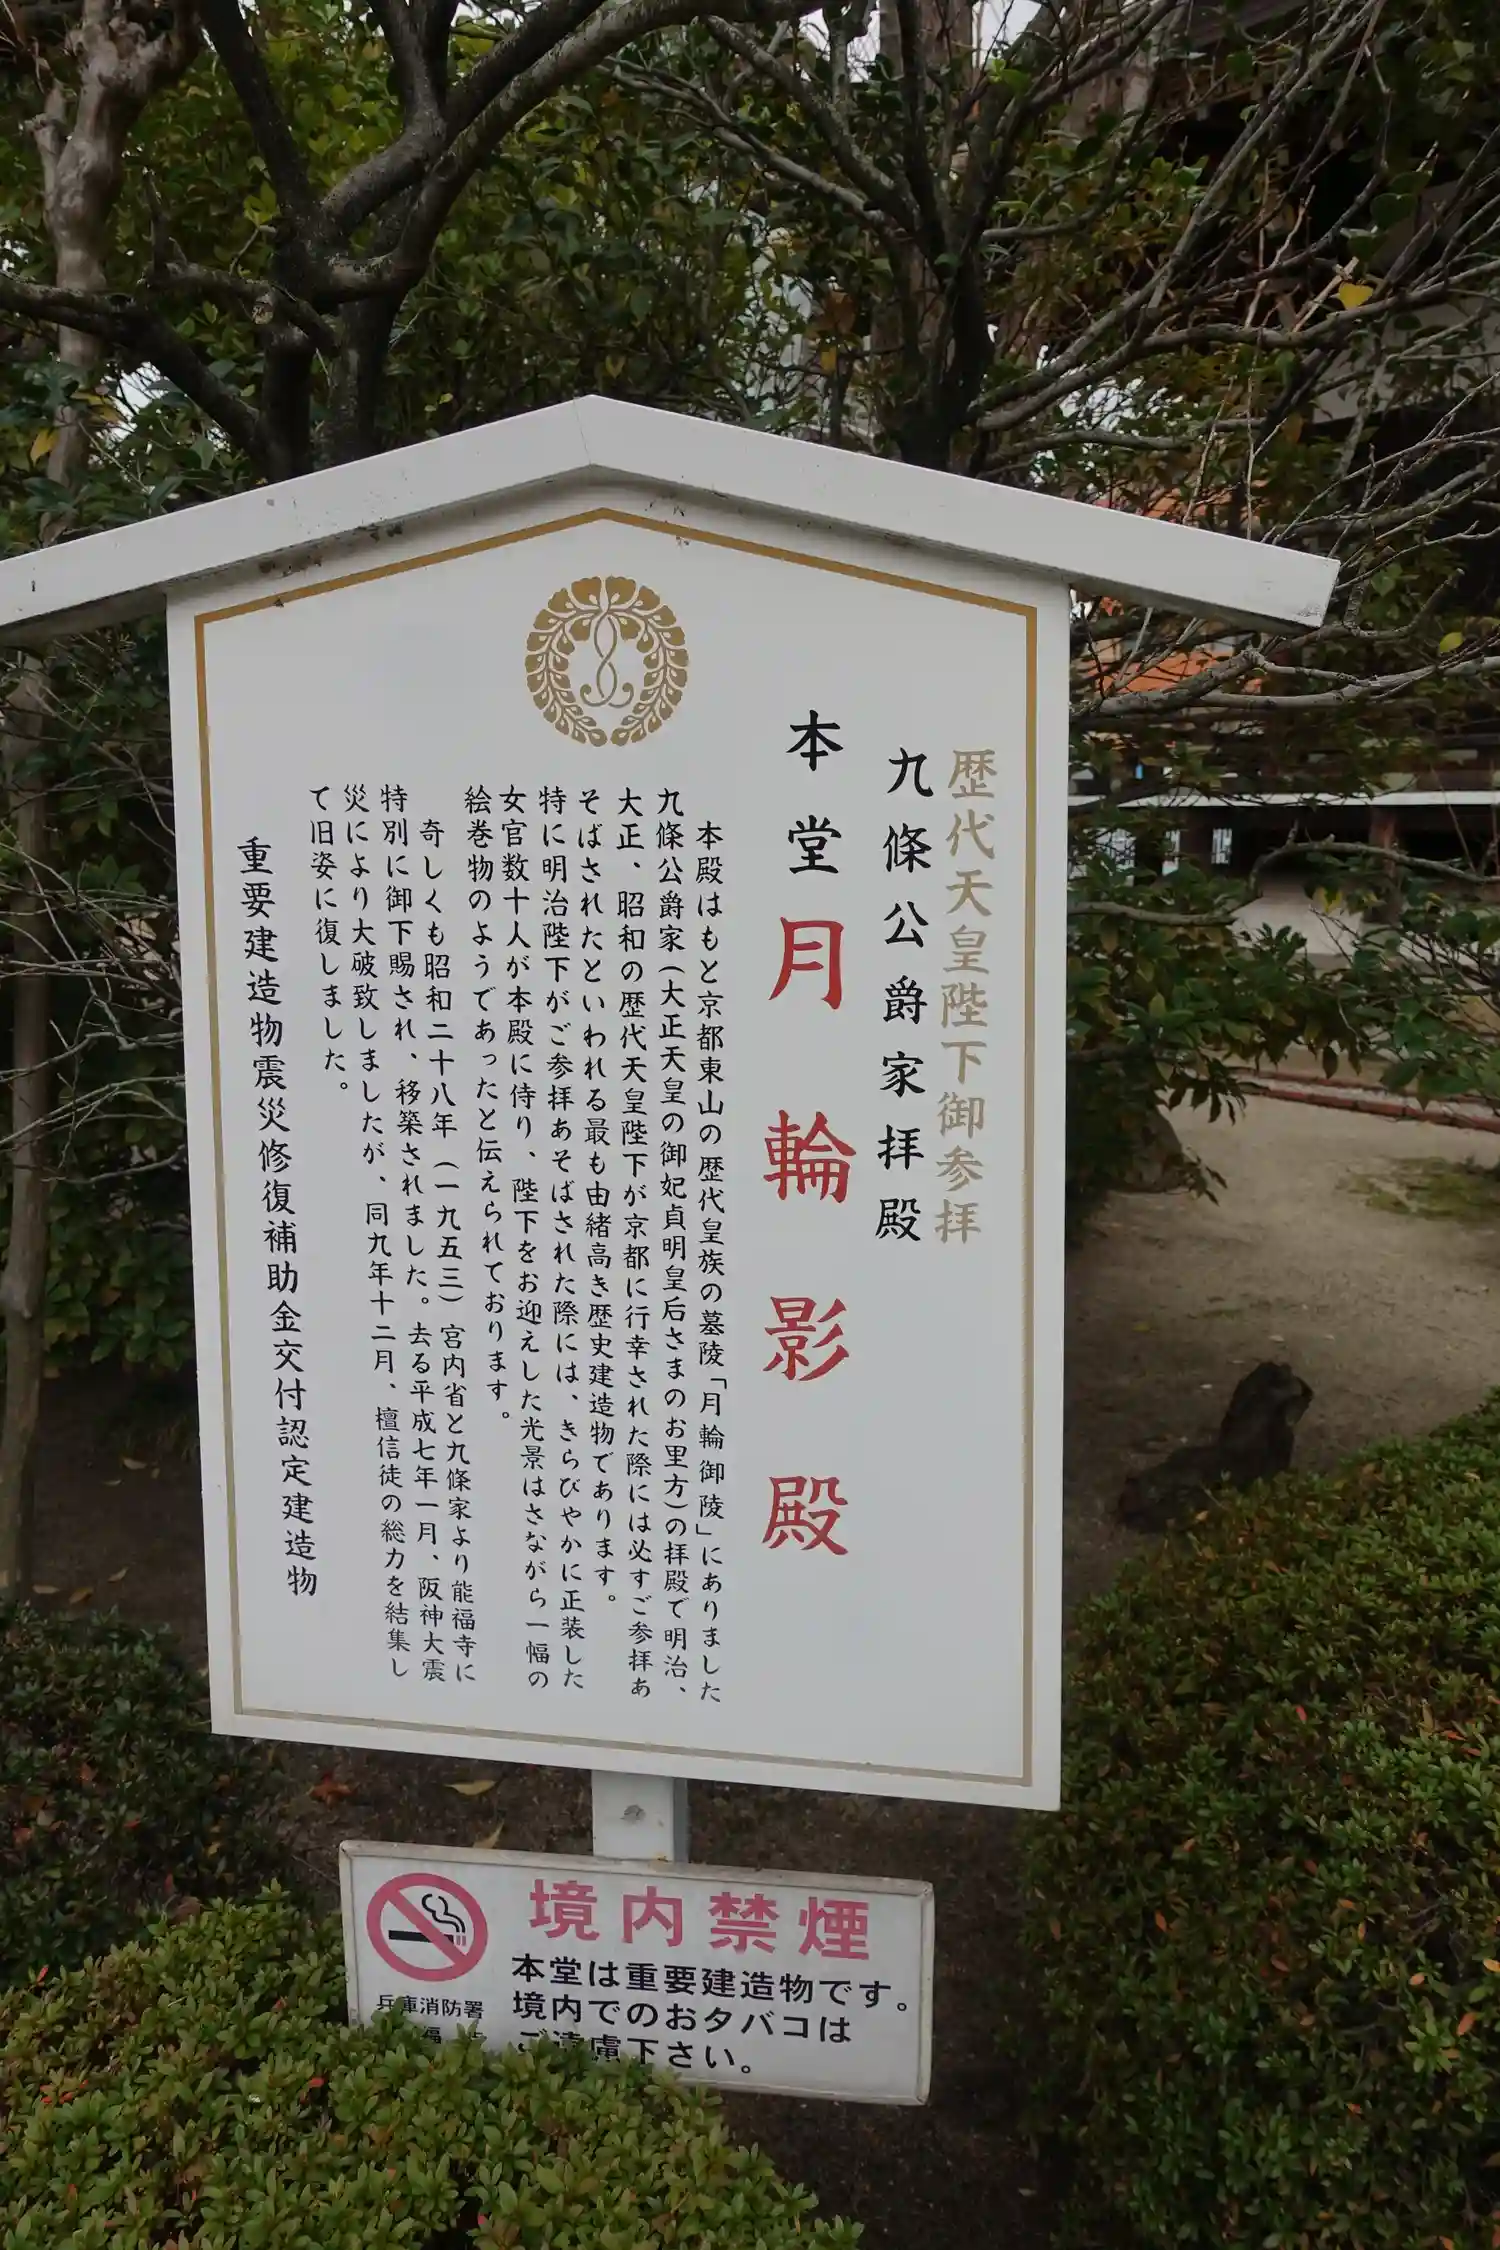 歴代天皇陛下御参拝
九條公爵家拝殿
本堂月輪影殿
本殿はもと京都東山の歴代皇族の墓陵「月輪御陵」にありました
九條公爵家(大正天皇の御妃貞明皇后さまのお里方)の拝殿で明治、
大正、昭和の歴代天皇陛下が京都に行幸された際には必ずご参拝あ
そばされたといわれる最も由緒高き歴史建造物であります。
特に明治陛下がご参拝あそばされた際には、きらびやかに正装した
女官数十人が本殿に侍り、陛下をお迎えした光景はさながら一幅の
絵巻物のようであったと伝えられております。
奇しくも昭和二十八年(一九五三)宮内省と九條家より能福寺に
特別に御下賜され、移築されました。去る平成七年一月、阪神大震
災により大破致しましたが、同九年十二月、檀信徒の総力を結集し
て旧姿に復しました。
重要建造物震災修復補助金交付認定建造物
境内禁煙
本堂は重要建造物です。
境内でのおタバコは
ご遠慮下さい。
兵庫消防署
福